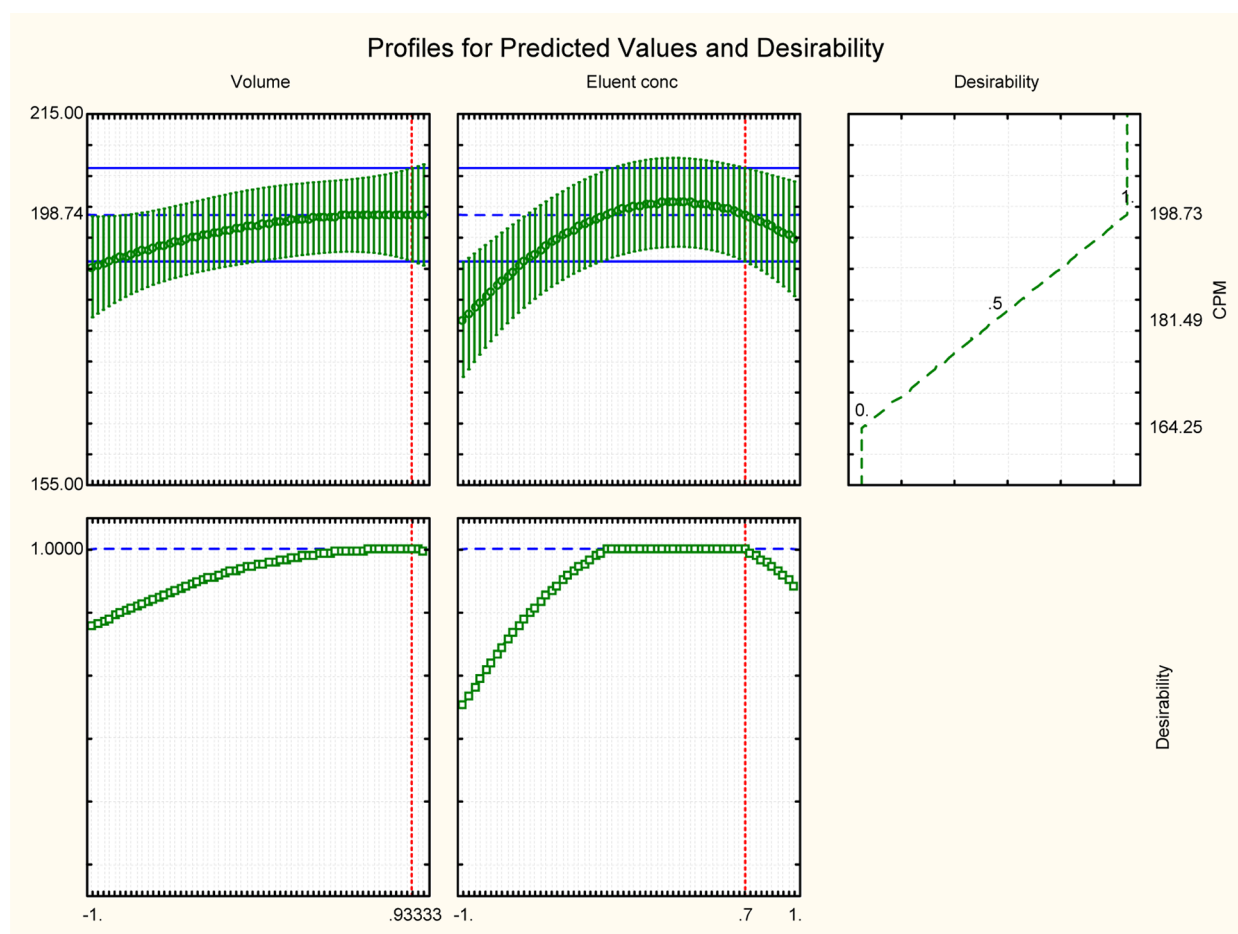 Profiles for Predicted Values and Desirability
Volume
Eluent conc
Desirability
215.00
198.74
155.00
1.
.5
0.
198.73
181.49
164.25
CPM
1.0000
Desirability
-1.
.93333
-1.
.7
1.